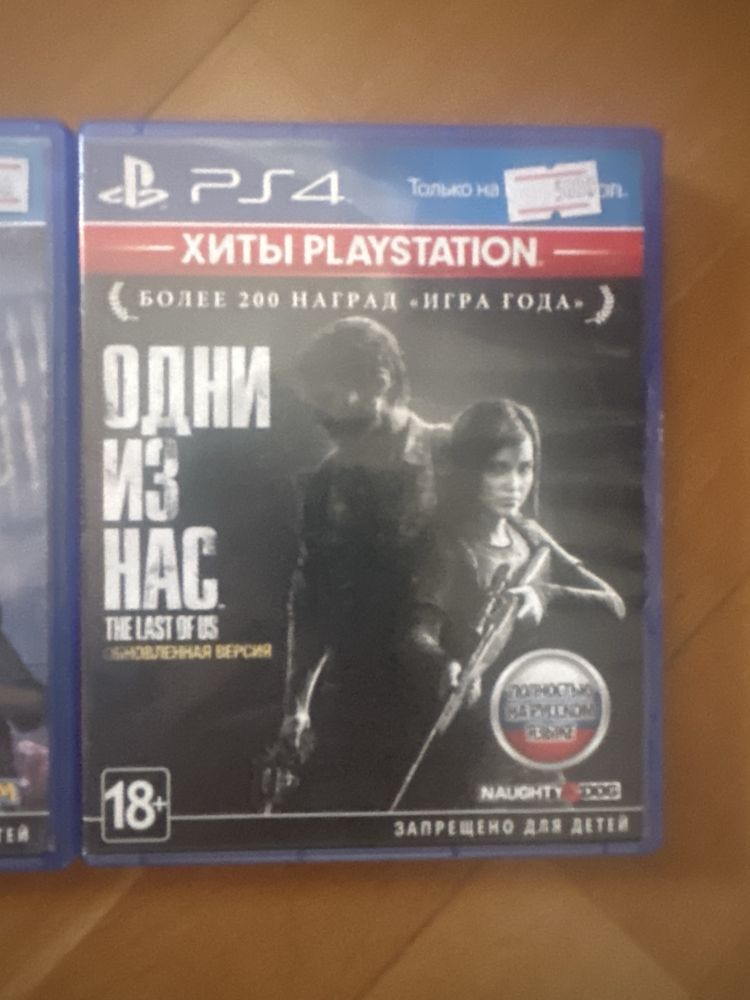 PS4
Только на
ХИТЫ PLAYSTATION
БОЛЕЕ 200 НАГРАД «ИГРА ГОДА»
ОДНИ
ИЗ
НАС
THE LAST OF US
ОБНОВЛЕННАЯ ВЕРСИЯ
ПОЛНОСТЬЮ
НА РУССКОМ
ЯЗЫКЕ
NAUGHTY DOG
18+
ЗАПРЕЩЕНО ДЛЯ ДЕТЕЙ